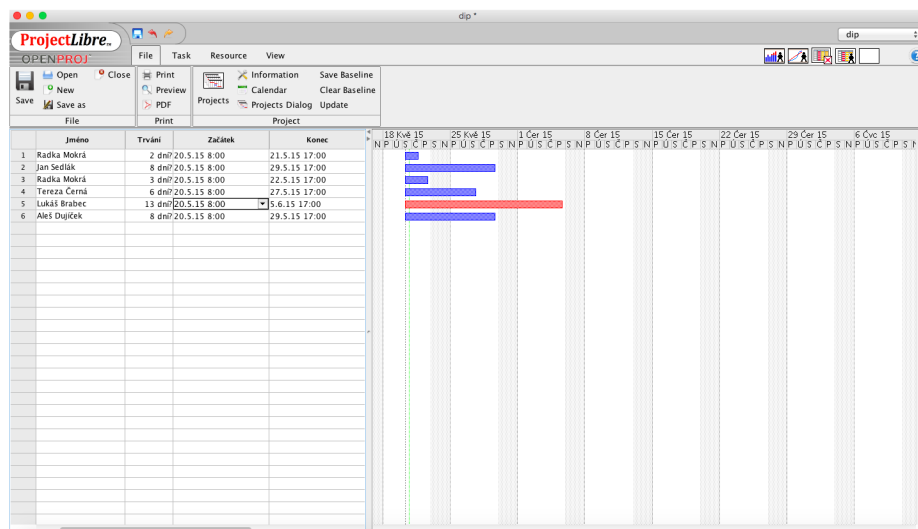 dip *
ProjectLibre™
OPENPROJ
dip
File Task Resource View
Save
Open
New
Save as
Close
File
Print
Preview
PDF
Print
Projects
Information
Calendar
Projects Dialog
Save Baseline
Clear Baseline
Update
Project
Jméno Trvání Začátek Konec
18 Kvě 15 25 Kvě 15 1 Čer 15 8 Čer 15 15 Čer 15 22 Čer 15 29 Čer 15 6 Čvc 15
N P Ú S Č P S N P Ú S Č P S N P Ú S Č P S N P Ú S Č P S N P Ú S Č P S N P Ú S Č P S N P Ú S Č P S N P Ú S Č P S N
1 Radka Mokrá 2 dní? 20.5.15 8:00 21.5.15 17:00
2 Jan Sedlák 8 dní? 20.5.15 8:00 29.5.15 17:00
3 Radka Mokrá 3 dní? 20.5.15 8:00 22.5.15 17:00
4 Tereza Černá 6 dní? 20.5.15 8:00 27.5.15 17:00
5 Lukáš Brabec 13 dní? 20.5.15 8:00 5.6.15 17:00
6 Aleš Dujíček 8 dní? 20.5.15 8:00 29.5.15 17:00